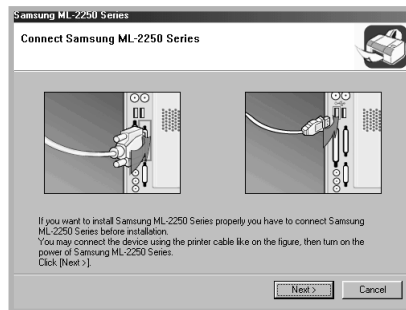 Samsung ML-2250 Series
Connect Samsung ML-2250 Series
If you want to install Samsung ML-2250 Series properly you have to connect Samsung
ML-2250 Series before installation.
You may connect the device using the printer cable like on the figure, then turn on the
power of Samsung ML-2250 Series.
Click [Next >].
Next >
Cancel